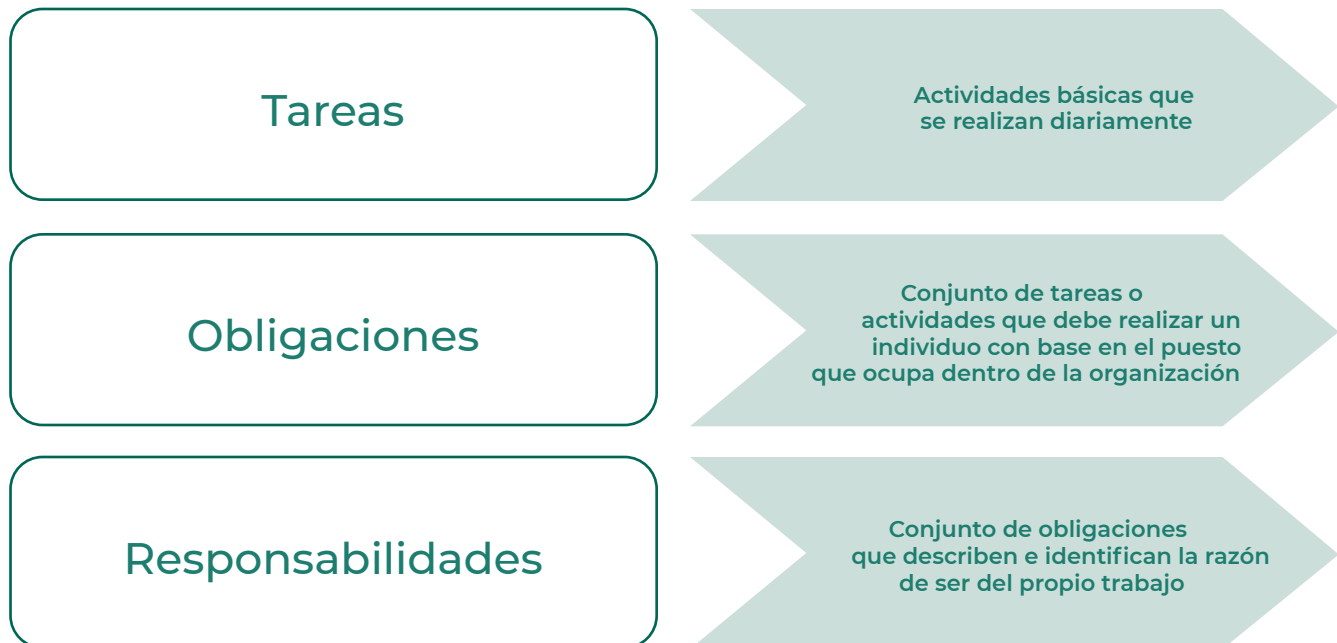 Tareas
Actividades básicas que
se realizan diariamente
Obligaciones
Conjunto de tareas o
actividades que debe realizar un
individuo con base en el puesto
que ocupa dentro de la organización
Responsabilidades
Conjunto de obligaciones
que describen e identifican la razón
de ser del propio trabajo